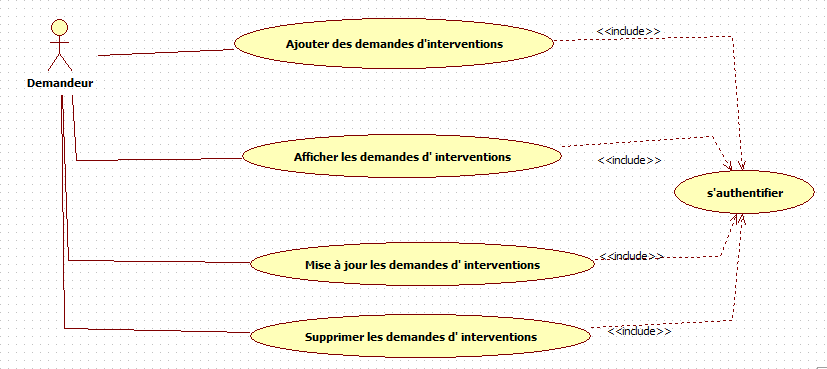 Ajouter des demandes d'interventions
<<include>>
Demandeur
Afficher les demandes d' interventions
<<include>>
s'authentifier
Mise à jour les demandes d' interventions
<<include>>
Supprimer les demandes d' interventions
<<include>>